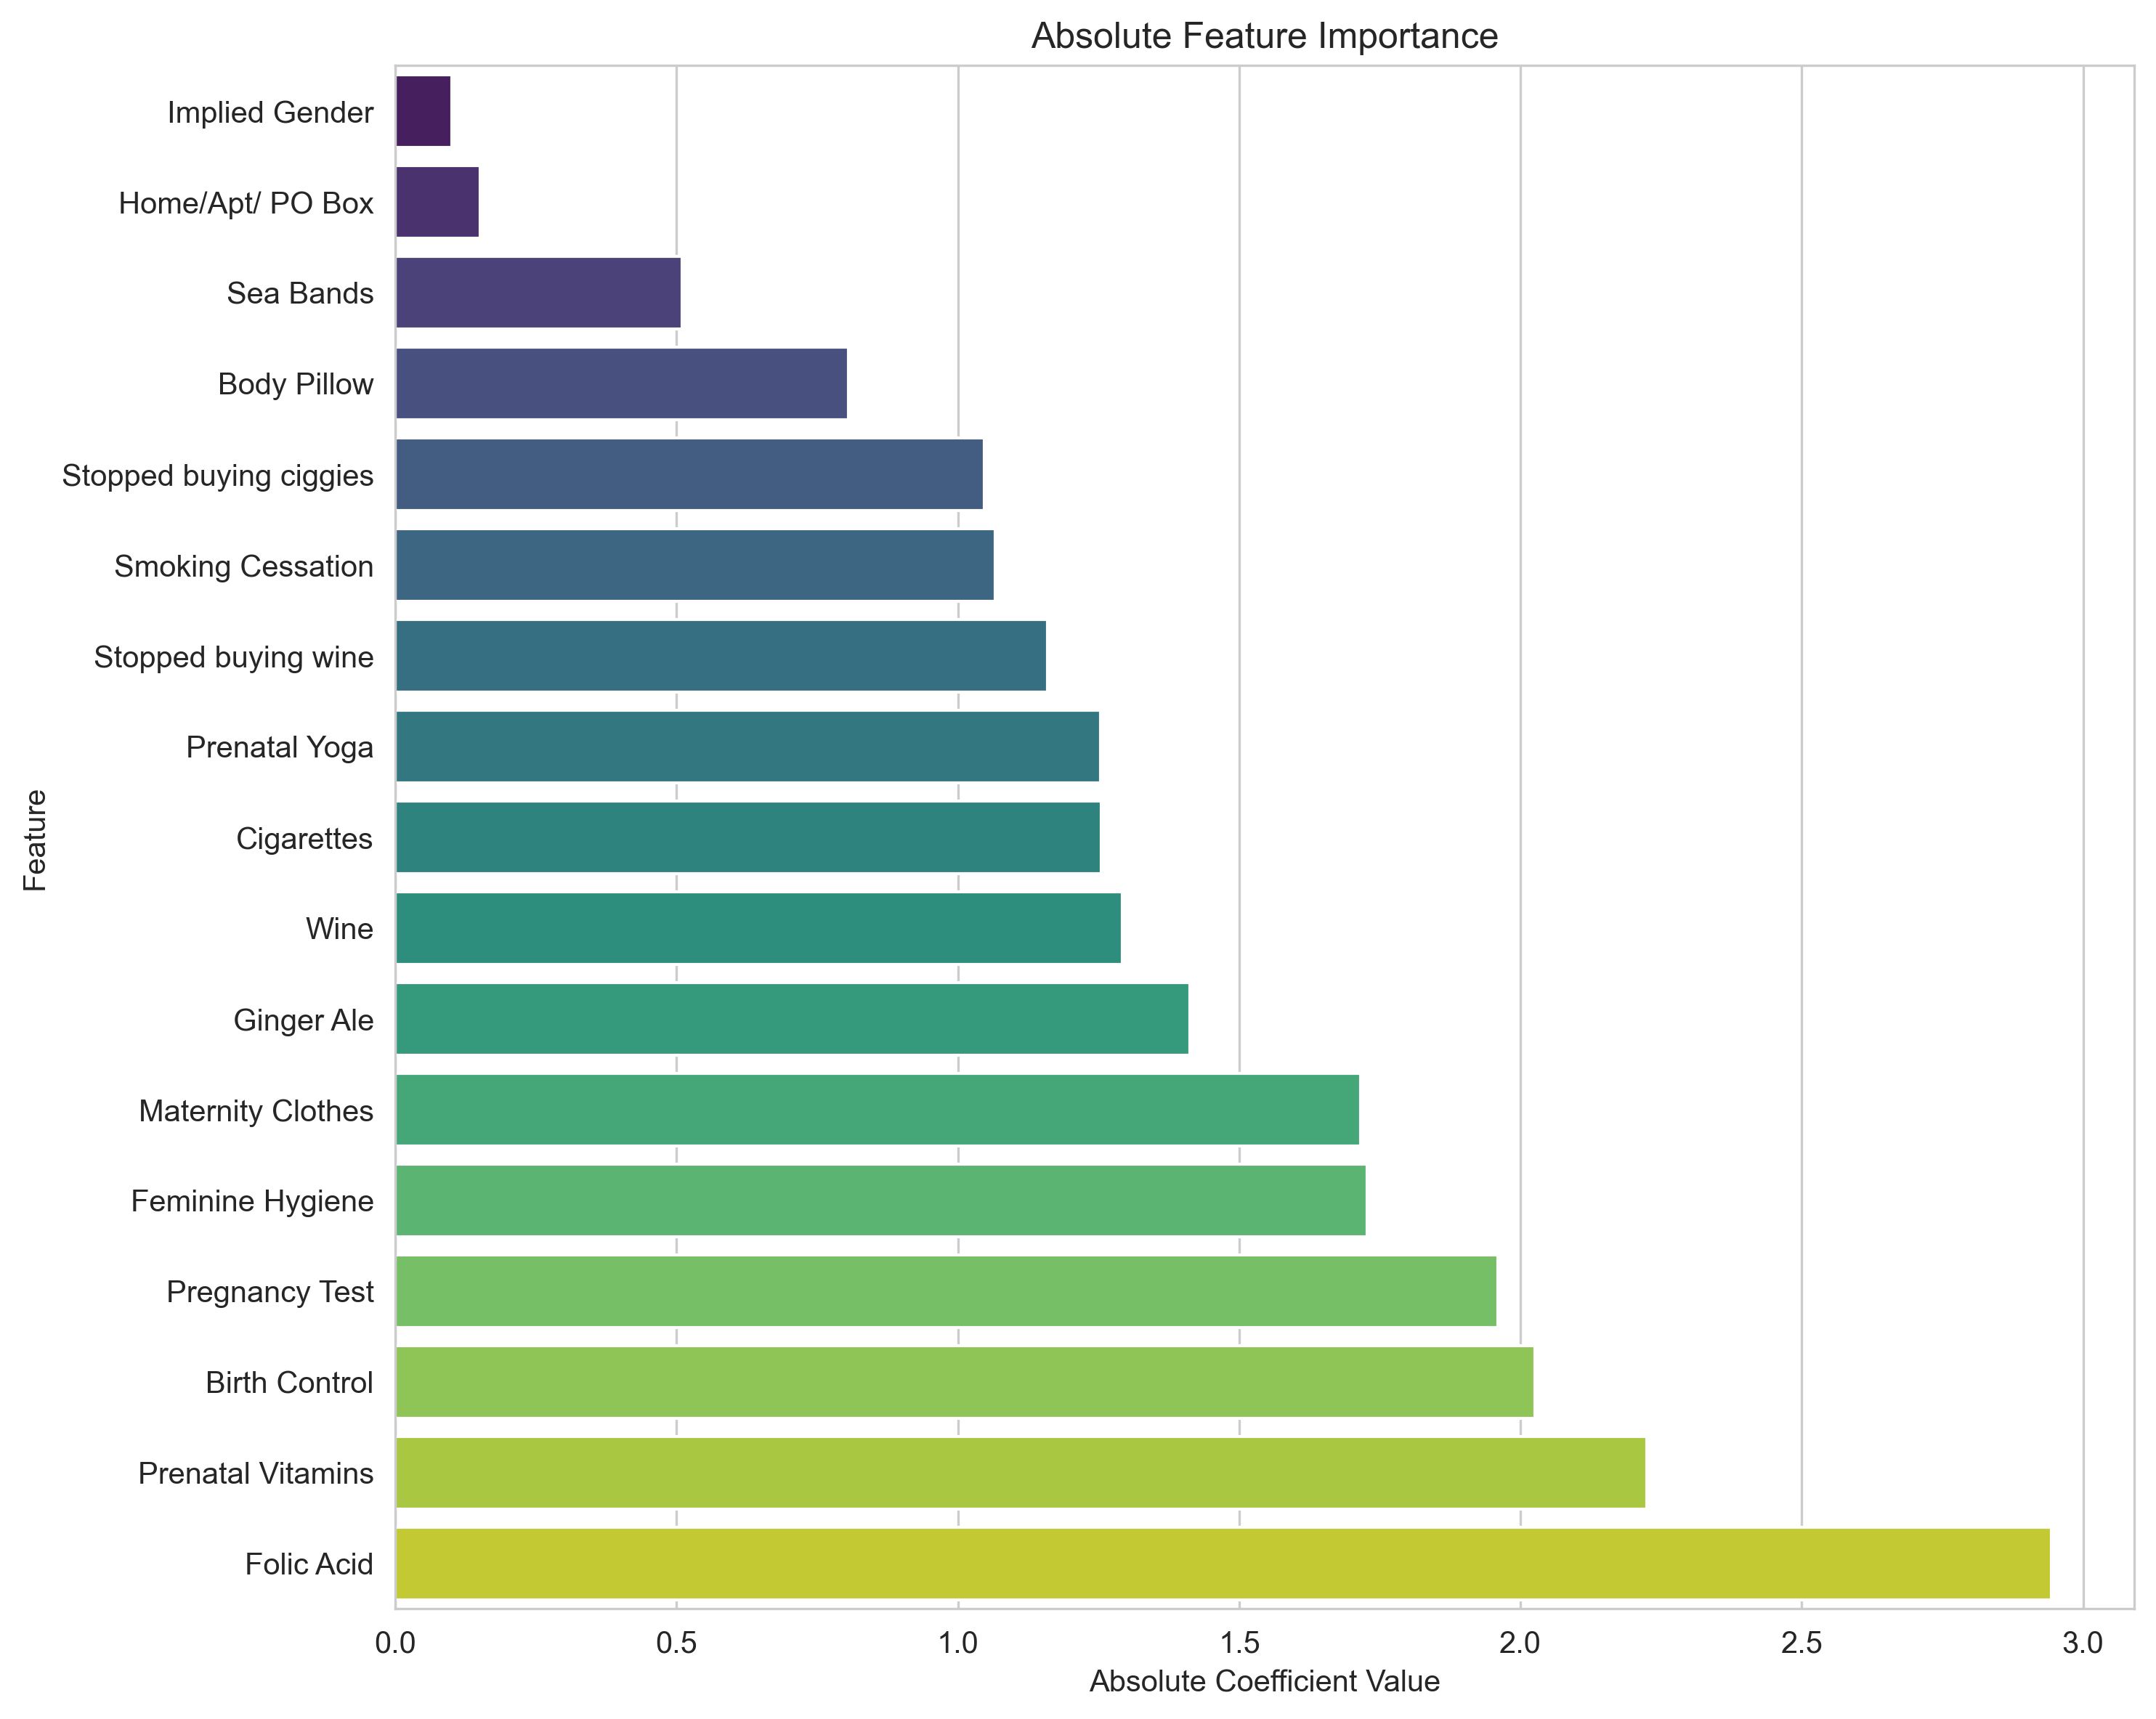 Absolute Feature Importance
Implied Gender
Home/Apt/ PO Box
Sea Bands
Body Pillow
Stopped buying ciggies
Smoking Cessation
Stopped buying wine
Prenatal Yoga
Cigarettes
Wine
Ginger Ale
Maternity Clothes
Feminine Hygiene
Pregnancy Test
Birth Control
Prenatal Vitamins
Folic Acid
Feature
0.0 0.5 1.0 1.5 2.0 2.5 3.0
Absolute Coefficient Value